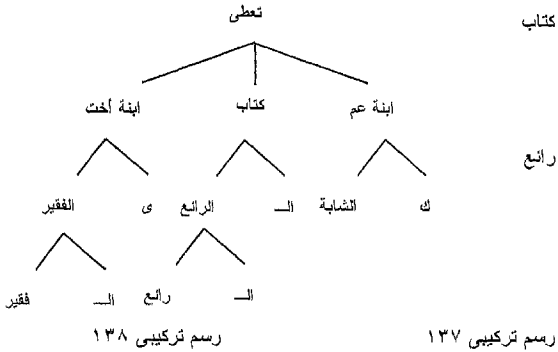 تعطى
كتاب
ابنة عم كتاب ابنة أخت
رائع
ك الشابة الـ الرائع ى الفقير
الـ رائع الـ فقير
رسم تركيبى ١٣٧ رسم تركيبى ١٣٨